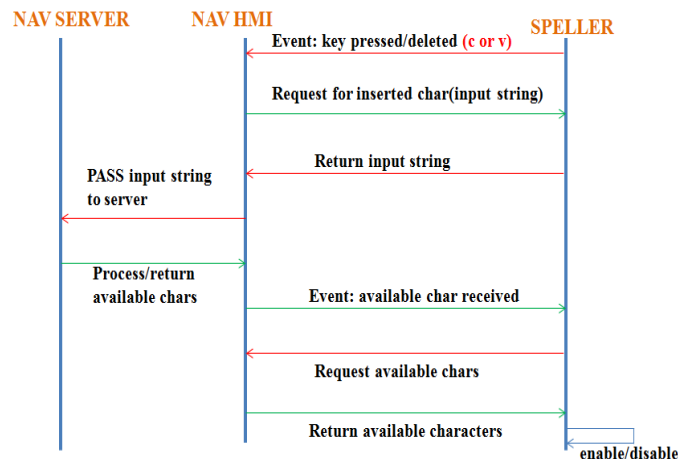 NAV SERVER
NAV HMI
SPELLER
Event: key pressed/deleted (c or v)
Request for inserted char(input string)
Return input string
PASS input string
to server
Process/return
available chars
Event: available char received
Request available chars
Return available characters
enable/disable